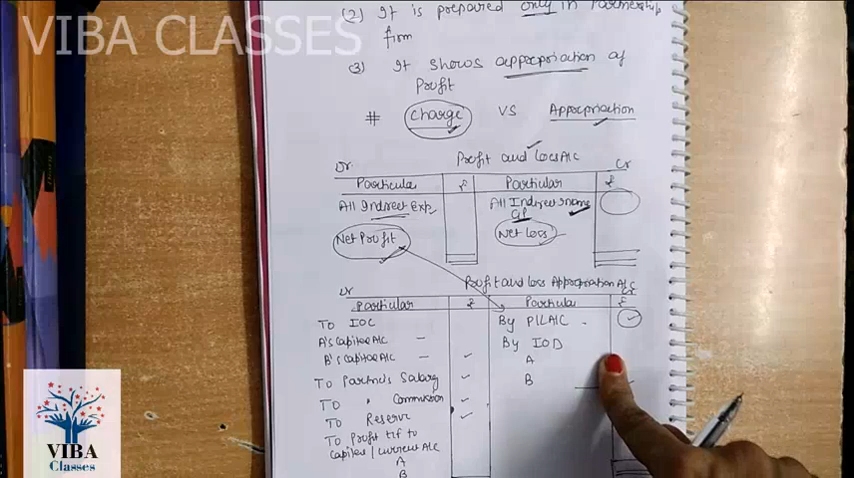 VIBA CLASSES
(2) It is prepared only in Partnership
firm
(3) It shows appropriation of
Profit
# Charge VS Appropriation
Profit and Loss A/C
Dr. Cr
Particular ₹ Particular ₹
All Indirect Exp. All Indirect
GP
Net Profit Net Loss
Profit and loss Appropriation A/C
Dr Cr
Particular ₹ Particular ₹
To IOC By P/L A/C -
A's Capital A/C - By IOD
B's Capital A/C - A
To Partner's Salary B
To " Commission
To Reserve
To Profit t/f to
Capital / current A/C
A
B
VIBA
Classes